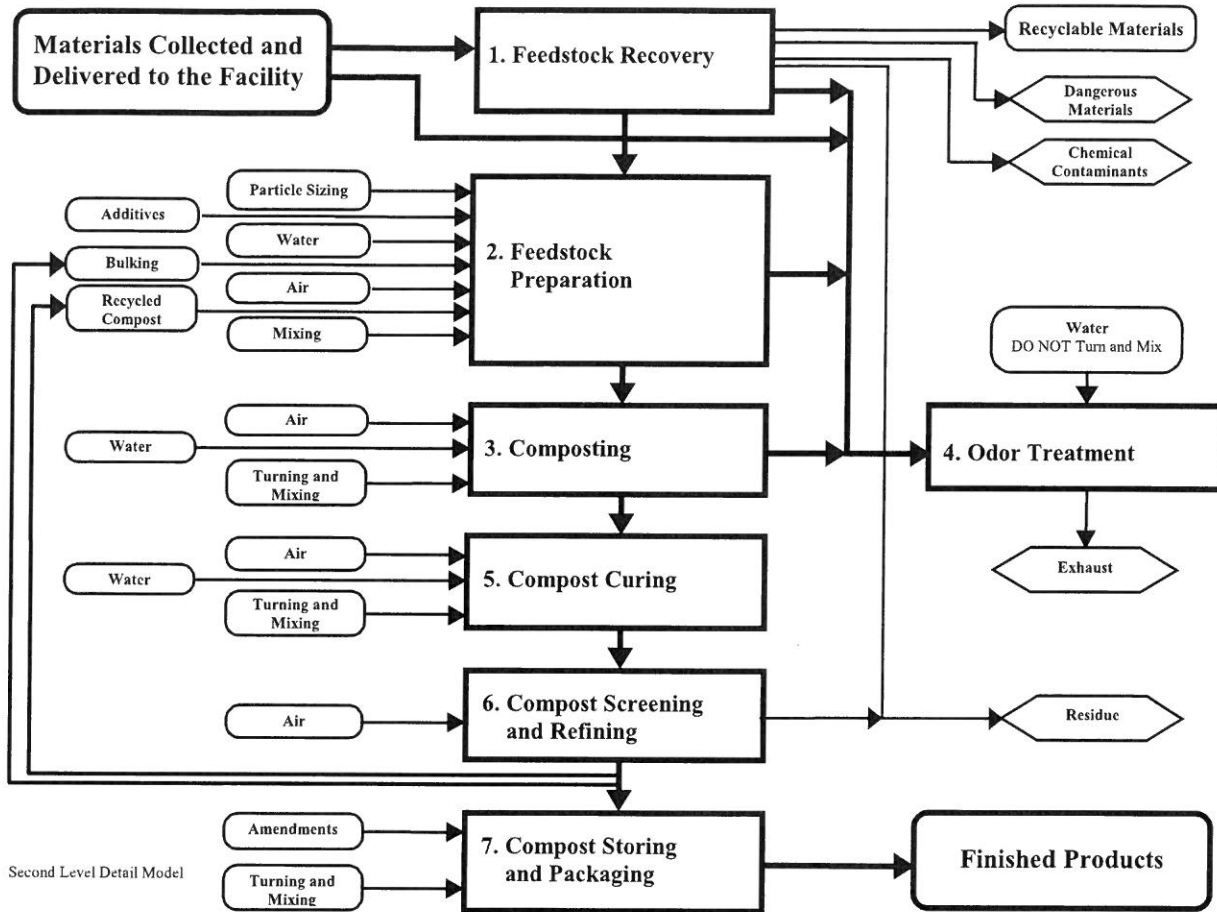 Materials Collected and
Delivered to the Facility
1. Feedstock Recovery
Recyclable Materials
Dangerous
Materials
Chemical
Contaminants
Particle Sizing
Additives
Water
Bulking
Air
Recycled
Compost
Mixing
2. Feedstock
Preparation
Water
DO NOT Turn and Mix
Air
Water
Turning and
Mixing
3. Composting
4. Odor Treatment
Air
Water
Turning and
Mixing
5. Compost Curing
Exhaust
Air
6. Compost Screening
and Refining
Residue
Amendments
Turning and
Mixing
7. Compost Storing
and Packaging
Finished Products
Second Level Detail Model